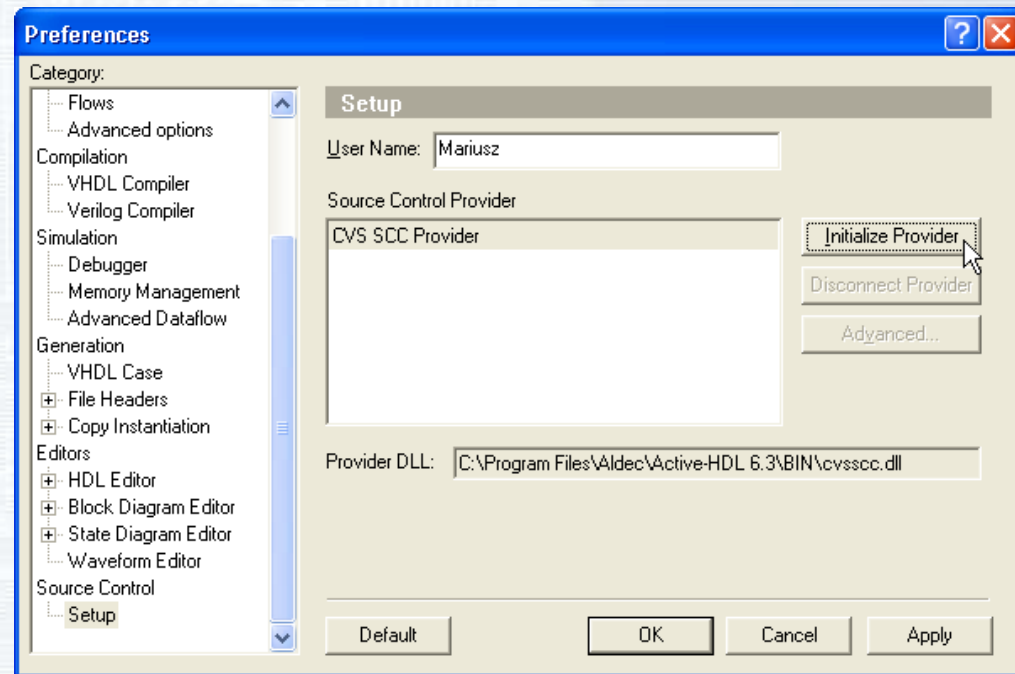 Preferences
Category:
Flows
Advanced options
Compilation
VHDL Compiler
Verilog Compiler
Simulation
Debugger
Memory Management
Advanced Dataflow
Generation
VHDL Case
File Headers
Copy Instantiation
Editors
HDL Editor
Block Diagram Editor
State Diagram Editor
Waveform Editor
Source Control
Setup
Setup
User Name: Mariusz
Source Control Provider
CVS SCC Provider
Initialize Provider
Disconnect Provider
Advanced...
Provider DLL: C:\Program Files\Aldec\Active-HDL 6.3\BIN\cvsscc.dll
Default OK Cancel Apply